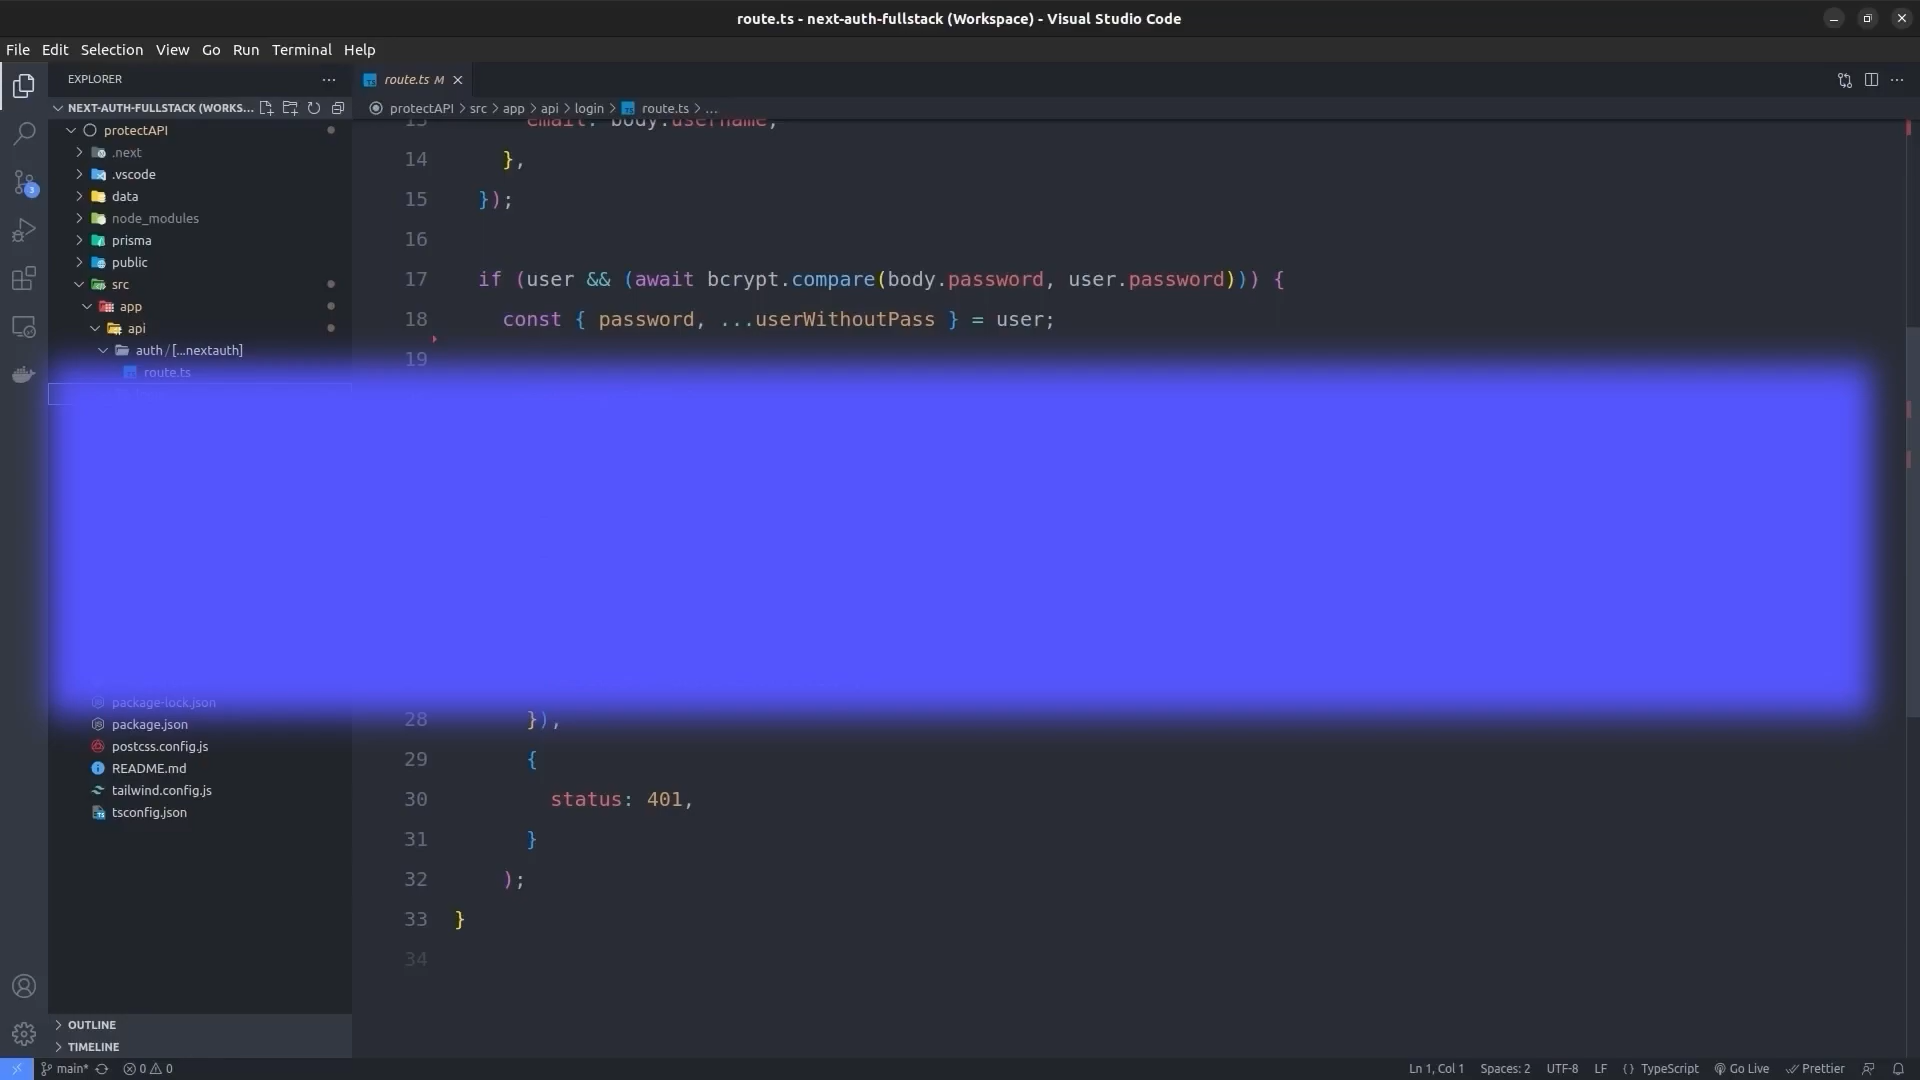 route.ts - next-auth-fullstack (Workspace) - Visual Studio Code
File Edit Selection View Go Run Terminal Help
EXPLORER
NEXT-AUTH-FULLSTACK (WORKS...
protectAPI
.next
.vscode
data
node_modules
prisma
public
src
app
api
auth / [...nextauth]
route.ts
package-lock.json
package.json
postcss.config.js
README.md
tailwind.config.js
tsconfig.json
OUTLINE
TIMELINE
route.ts M
protectAPI > src > app > api > login > route.ts > ...
13 email: body.username,
14 },
15 });
16
17 if (user && (await bcrypt.compare(body.password, user.password))) {
18 const { password, ...userWithoutPass } = user;
19
28 }),
29 {
30 status: 401,
31 }
32 );
33 }
34
3
main* 0 0
Ln 1, Col 1 Spaces: 2 UTF-8 LF {} TypeScript Go Live Prettier